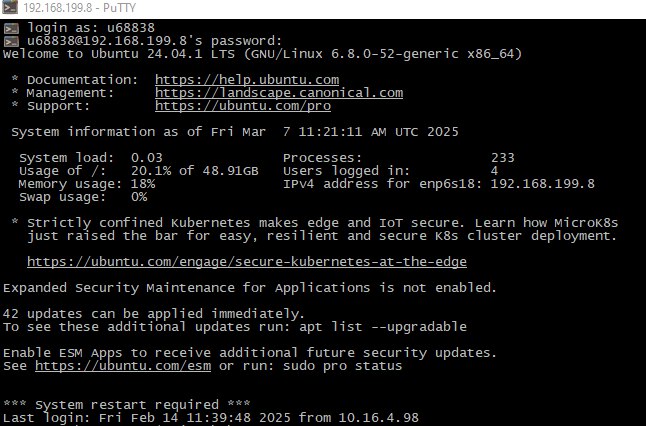 192.168.199.8 - PuTTY
login as: u68838
u68838@192.168.199.8's password:
Welcome to Ubuntu 24.04.1 LTS (GNU/Linux 6.8.0-52-generic x86_64)
* Documentation: https://help.ubuntu.com
* Management: https://landscape.canonical.com
* Support: https://ubuntu.com/pro
System information as of Fri Mar 7 11:21:11 AM UTC 2025
System load: 0.03 Processes: 233
Usage of /: 20.1% of 48.91GB Users logged in: 4
Memory usage: 18% IPv4 address for enp6s18: 192.168.199.8
Swap usage: 0%
* Strictly confined Kubernetes makes edge and IoT secure. Learn how MicroK8s
just raised the bar for easy, resilient and secure K8s cluster deployment.
https://ubuntu.com/engage/secure-kubernetes-at-the-edge
Expanded Security Maintenance for Applications is not enabled.
42 updates can be applied immediately.
To see these additional updates run: apt list --upgradable
Enable ESM Apps to receive additional future security updates.
See https://ubuntu.com/esm or run: sudo pro status
*** System restart required ***
Last login: Fri Feb 14 11:39:48 2025 from 10.16.4.98